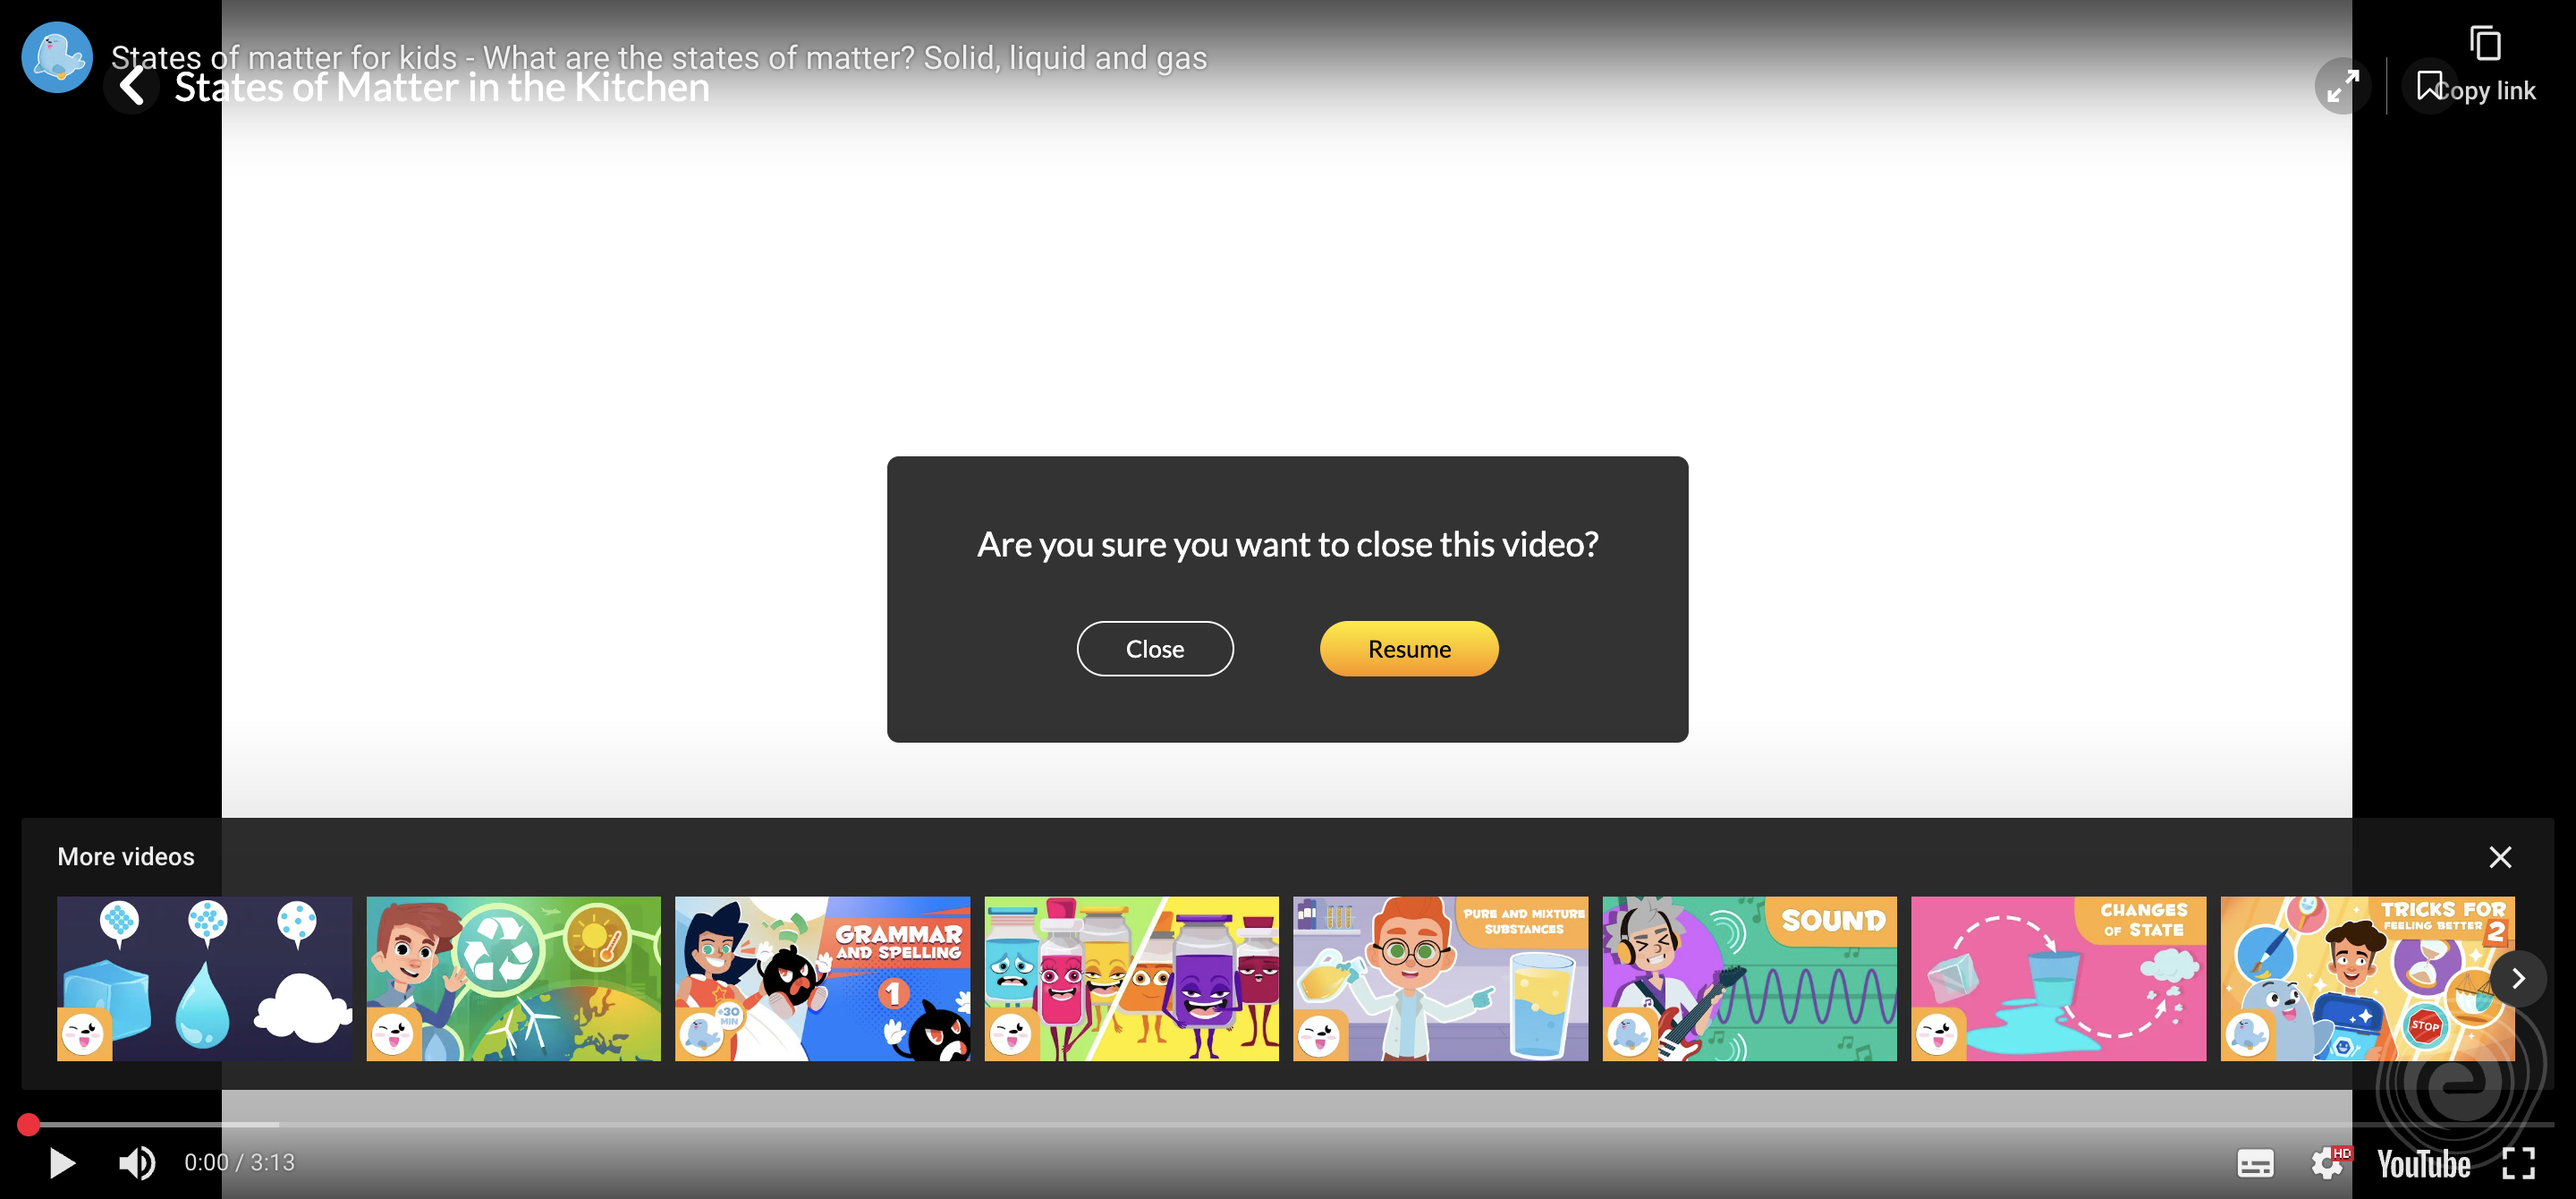 States of matter for kids - What are the states of matter? Solid, liquid and gas
States of Matter in the Kitchen
Copy link
Are you sure you want to close this video?
Close
Resume
More videos
GRAMMAR
AND SPELLING
1
+30
MIN
PURE AND MIXTURE
SUBSTANCES
SOUND
CHANGES
OF STATE
TRICKS FOR
FEELING BETTER 2
STOP
e
0:00 / 3:13
HD
YouTube